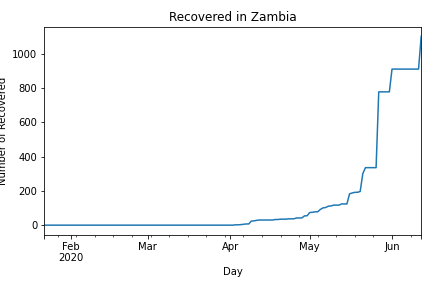 Recovered in Zambia
Number of Recovered
1000
800
600
400
200
0
Feb
2020
Mar
Apr
May
Jun
Day